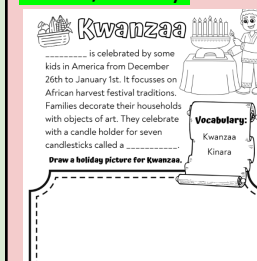 Kwanzaa
_________ is celebrated by some
kids in America from December
26th to January 1st. It focusses on
African harvest festival traditions.
Families decorate their households
with objects of art. They celebrate
with a candle holder for seven
candlesticks called a ___________.
Draw a holiday picture for Kwanzaa.
Vocabulary:
Kwanzaa
Kinara